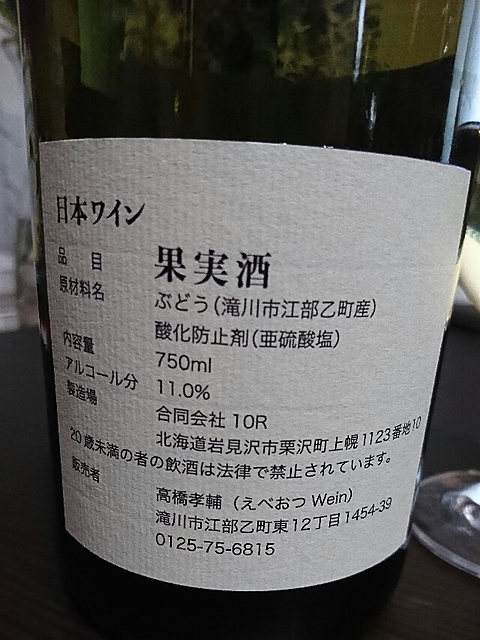 日本ワイン
品 目 果実酒
原材料名 ぶどう(滝川市江部乙町産)
酸化防止剤(亜硫酸塩)
内容量 750ml
アルコール分 11.0%
製造場 合同会社 10R
北海道岩見沢市栗沢町上幌1123番地10
20歳未満の者の飲酒は法律で禁止されています。
販売者 高橋孝輔 (えべおつWein)
滝川市江部乙町東12丁目1454-39
0125-75-6815